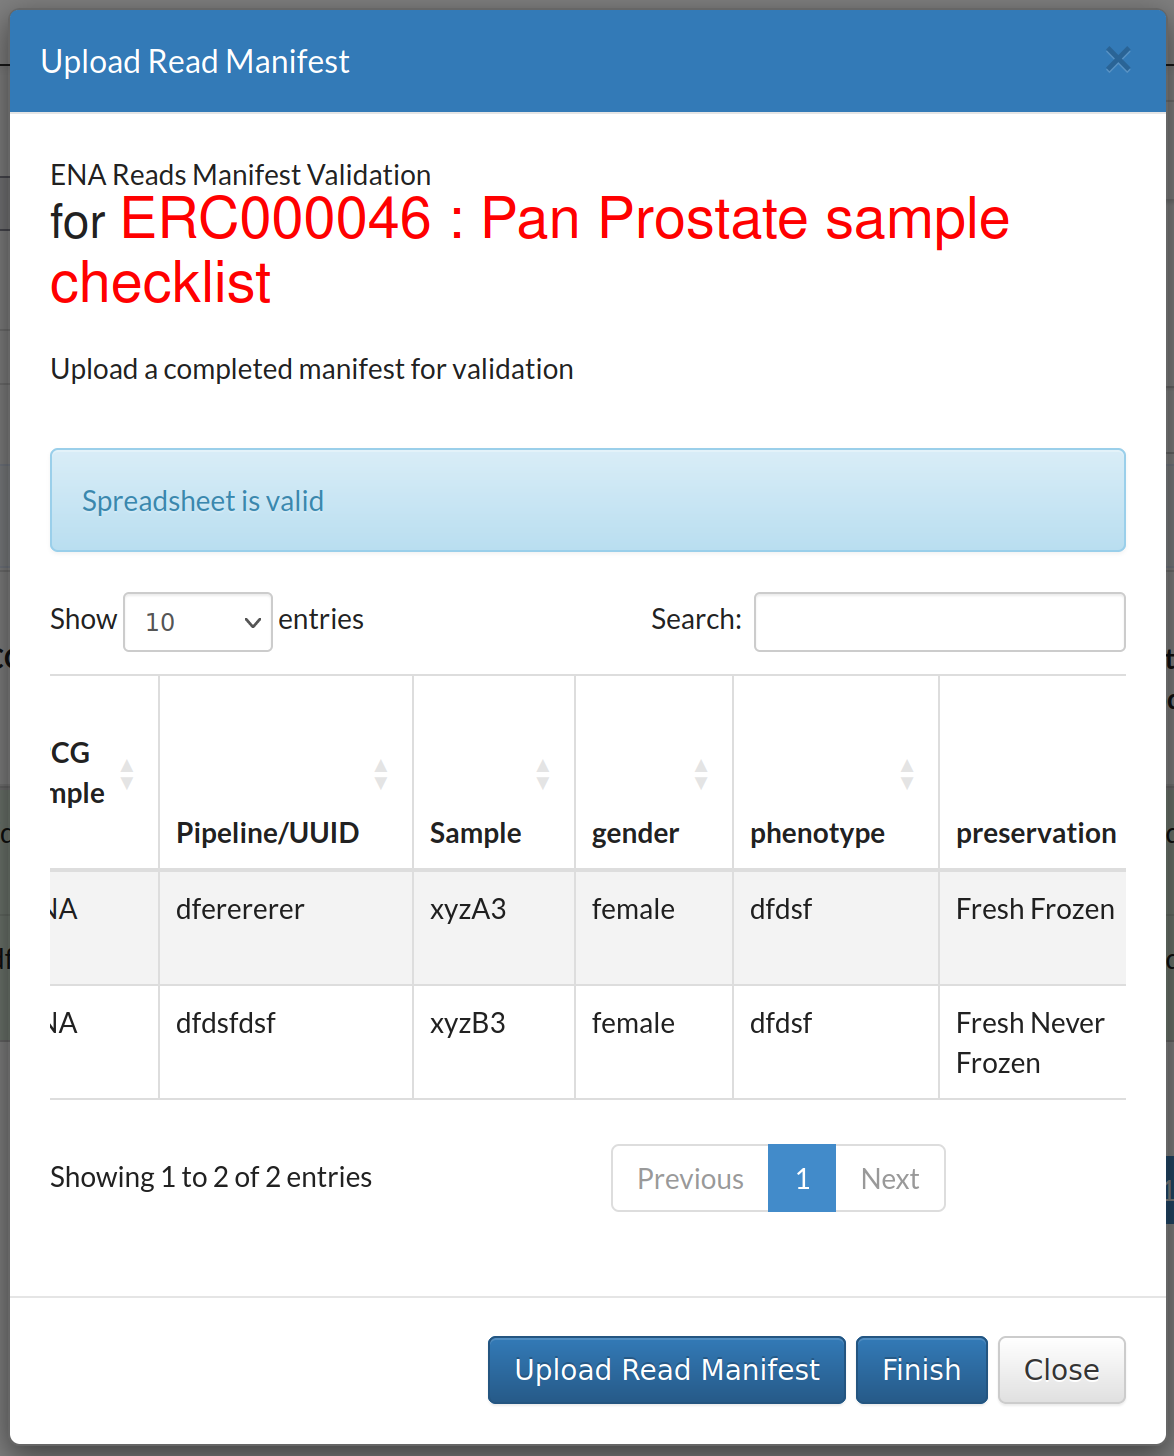 Upload Read Manifest
ENA Reads Manifest Validation
for ERC000046 : Pan Prostate sample
checklist
Upload a completed manifest for validation
Spreadsheet is valid
Show 10 entries Search:
CG
mple
Pipeline/UUID Sample gender phenotype preservation
NA dferererer xyzA3 female dfdsf Fresh Frozen
NA dfdsfdsf xyzB3 female dfdsf Fresh Never
Frozen
Showing 1 to 2 of 2 entries Previous 1 Next
Upload Read Manifest Finish Close